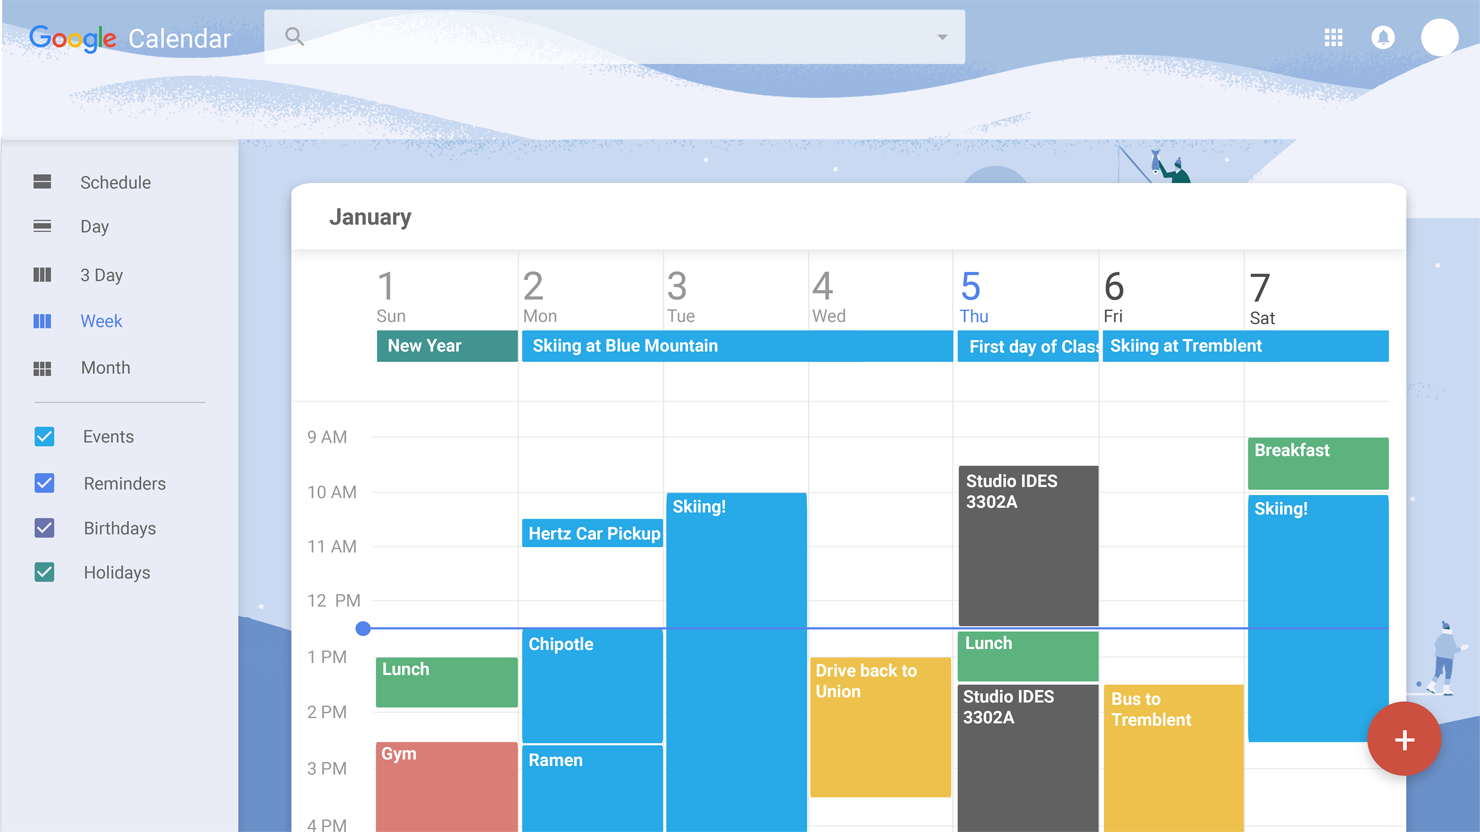 Google Calendar
Schedule
Day
3 Day
Week
Month
Events
Reminders
Birthdays
Holidays
January
1 2 3 4 5 6 7
Sun Mon Tue Wed Thu Fri Sat
New Year Skiing at Blue Mountain First day of Class Skiing at Tremblent
9 AM
Breakfast
10 AM
Studio IDES
3302A
Skiing!
Skiing!
Hertz Car Pickup
11 AM
12 PM
Chipotle
Lunch
1 PM
Lunch
Drive back to
Union
Studio IDES
3302A
Bus to
Tremblent
2 PM
Gym
Ramen
3 PM
4 PM
+